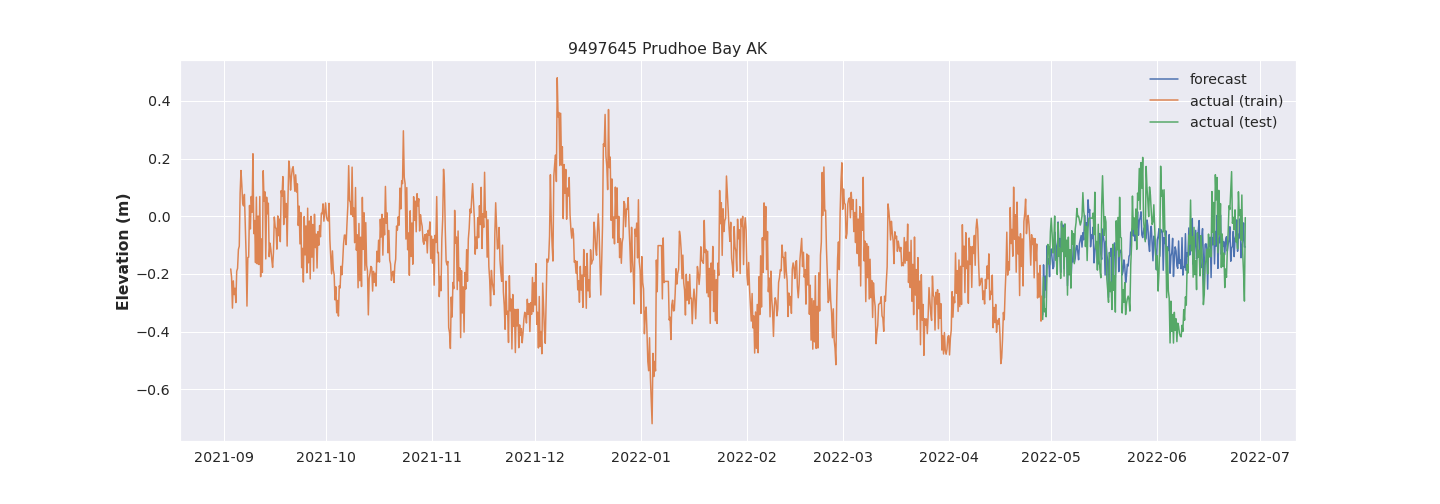 9497645 Prudhoe Bay AK
forecast
actual (train)
actual (test)
Elevation (m)
0.4
0.2
0.0
−0.2
−0.4
−0.6
2021-09 2021-10 2021-11 2021-12 2022-01 2022-02 2022-03 2022-04 2022-05 2022-06 2022-07